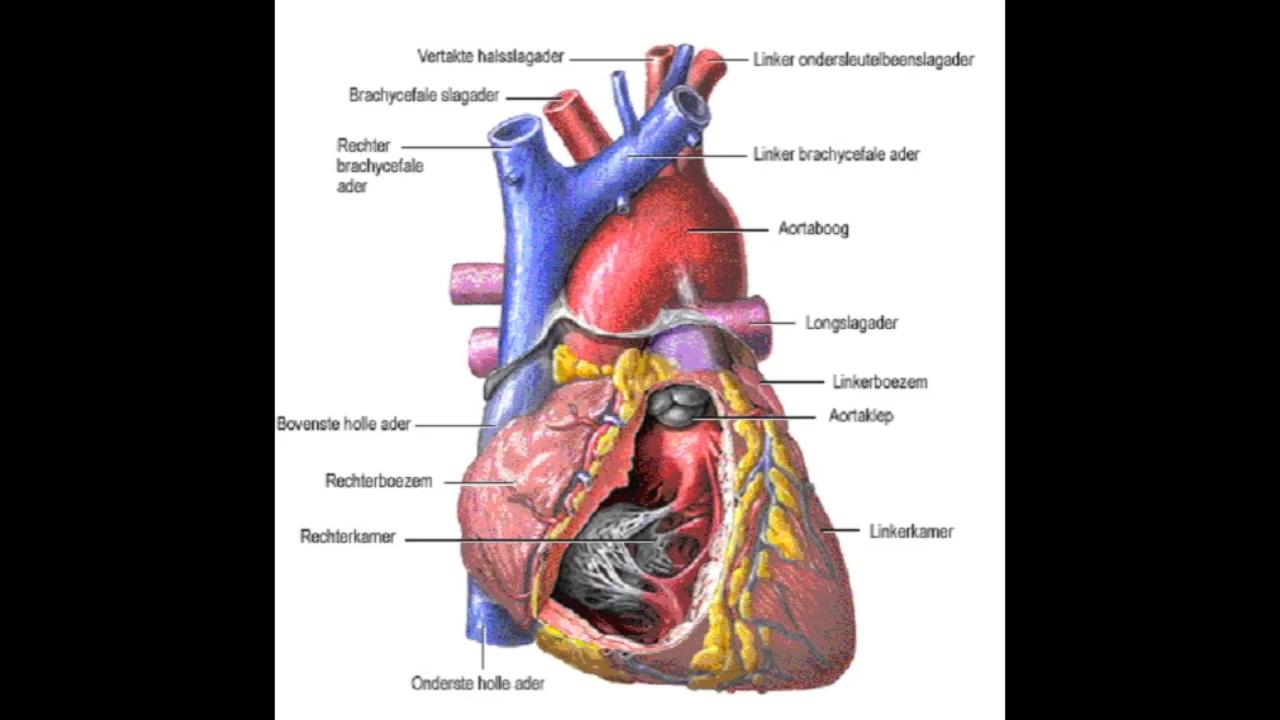 Vertakte halsslagader
Linker ondersleutelbeenslagader
Brachycefale slagader
Rechter
brachycefale
ader
Linker brachycefale ader
Aortaboog
Longslagader
Linkerboezem
Aortaklep
Bovenste holle ader
Rechterboezem
Rechterkamer
Linkerkamer
Onderste holle ader